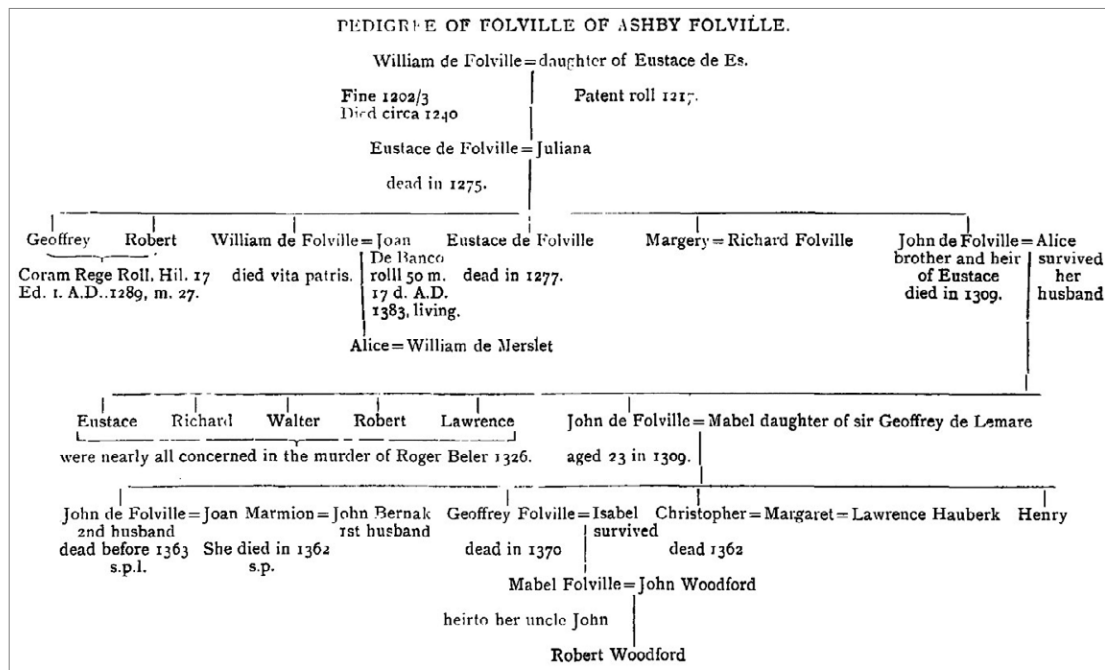 PEDIGREE OF FOLVILLE OF ASHBY FOLVILLE.
William de Folville = daughter of Eustace de Es.
Fine 1202/3 Patent roll 1217.
Died circa 1240
Eustace de Folville = Juliana
dead in 1275.
Geoffrey Robert William de Folville = Joan Eustace de Folville Margery = Richard Folville John de Folville = Alice
De Banco brother and heir survived
Coram Rege Roll, Hil. 17 died vita patris. rolll 50 m. dead in 1277. of Eustace her
Ed. 1. A.D..1289, m. 27. 17 d. A.D. died in 1309. husband
1383, living.
Alice = William de Merslet
Eustace Richard Walter Robert Lawrence John de Folville = Mabel daughter of sir Geoffrey de Lemare
were nearly all concerned in the murder of Roger Beler 1326. aged 23 in 1309.
John de Folville = Joan Marmion = John Bernak Geoffrey Folville = Isabel Christopher = Margaret = Lawrence Hauberk Henry
2nd husband 1st husband survived
dead before 1363 She died in 1362 dead in 1370 dead 1362
s.p.l. s.p.
Mabel Folville = John Woodford
heirto her uncle John
Robert Woodford